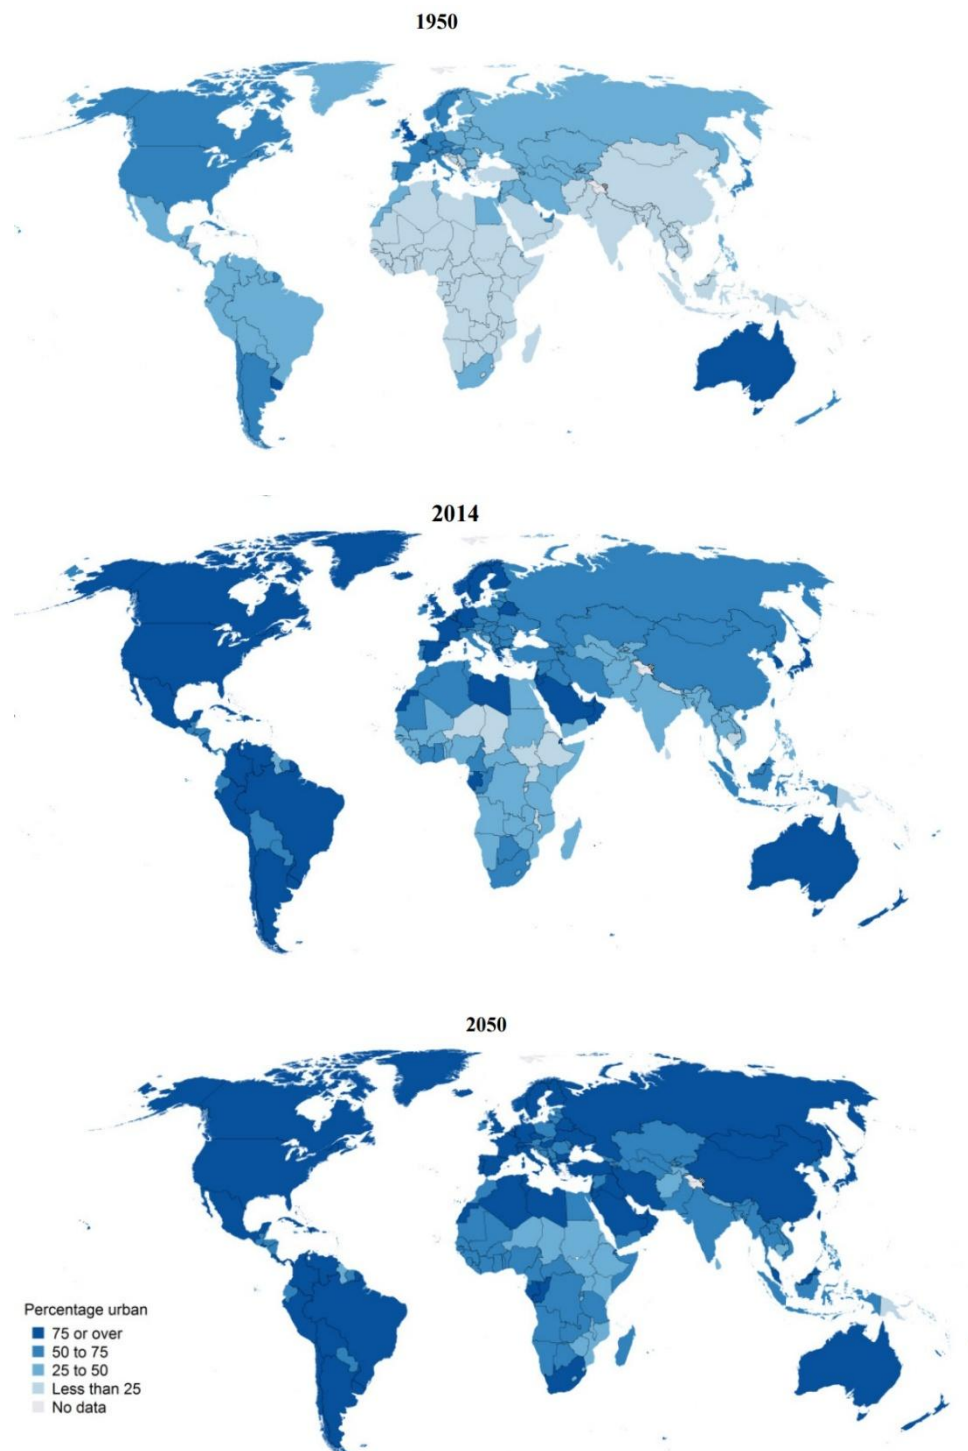 1950
2014
2050
Percentage urban
75 or over
50 to 75
25 to 50
Less than 25
No data